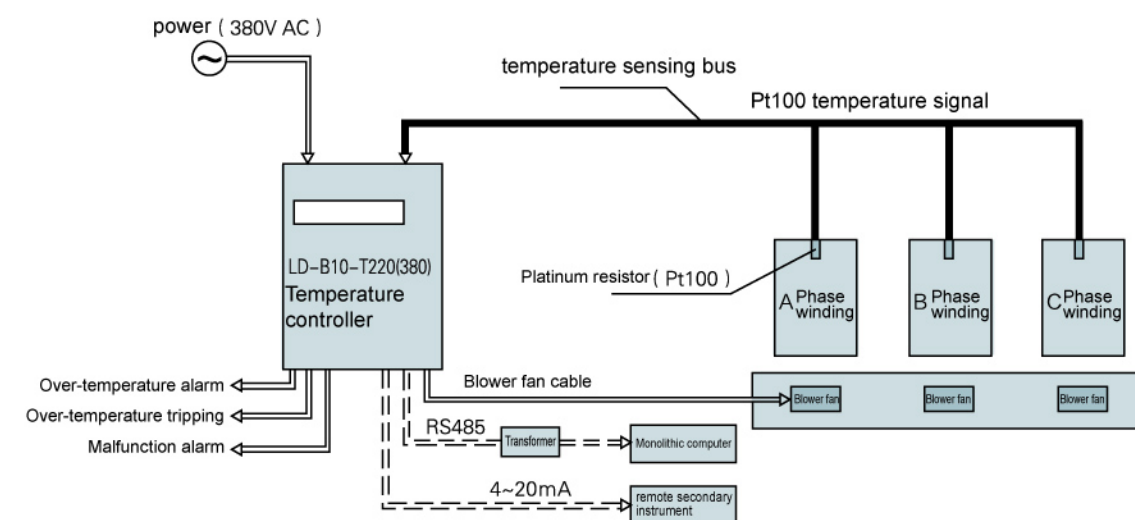 power ( 380V AC )
temperature sensing bus
Pt100 temperature signal
LD-B10-T220(380)
Temperature
controller
Platinum resistor ( Pt100 )
A Phase
winding
B Phase
winding
C Phase
winding
Over-temperature alarm
Over-temperature tripping
Malfunction alarm
Blower fan cable
Blower fan
Blower fan
Blower fan
RS485
Transformer
Monolithic computer
4~20mA
remote secondary
instrument